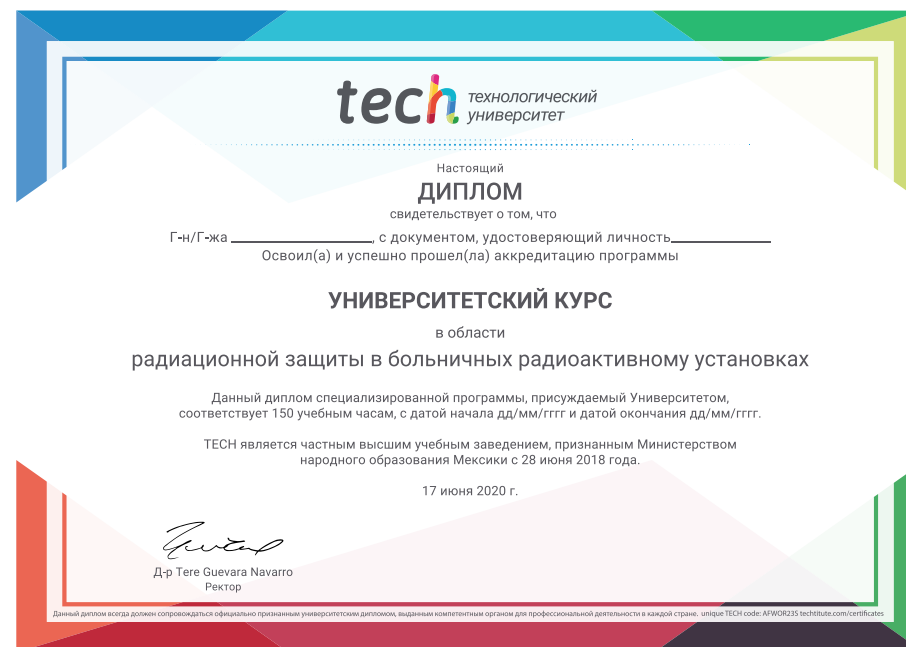 tech технологический
университет
Настоящий
ДИПЛОМ
свидетельствует о том, что
Г-н/Г-жа ____________________, с документом, удостоверяющий личность______________
Освоил(а) и успешно прошел(ла) аккредитацию программы
УНИВЕРСИТЕТСКИЙ КУРС
в области
радиационной защиты в больничных радиоактивному установках
Данный диплом специализированной программы, присуждаемый Университетом,
соответствует 150 учебным часам, с датой начала дд/мм/гггг и датой окончания дд/мм/гггг.
TECH является частным высшим учебным заведением, признанным Министерством
народного образования Мексики с 28 июня 2018 года.
17 июня 2020 г.
Д-р Tere Guevara Navarro
Ректор
Данный диплом всегда должен сопровождаться официально признанным университетским дипломом, выданным компетентным органом для профессиональной деятельности в каждой стране. unique TECH code: AFWOR23S techtitute.com/certificates